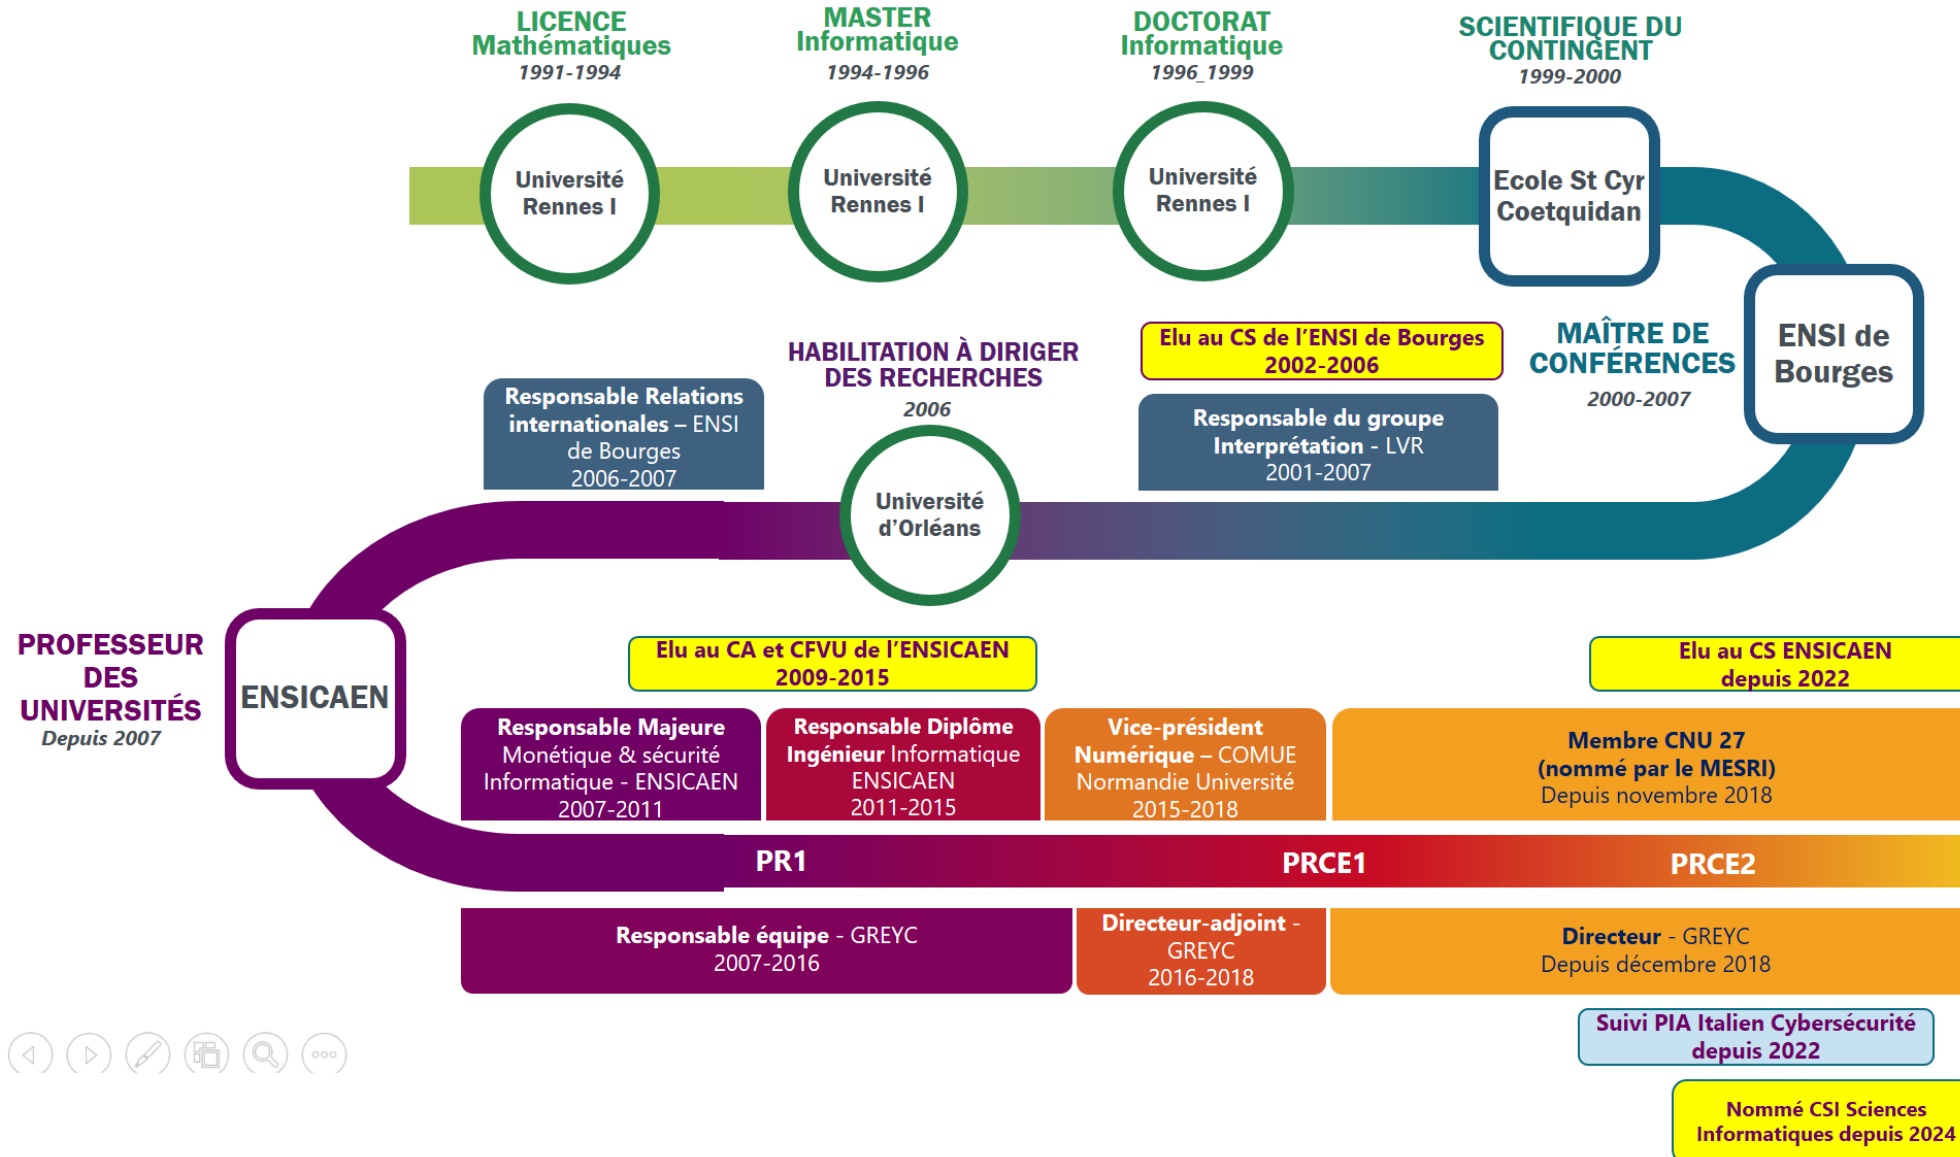 LICENCE
Mathématiques
1991-1994
MASTER
Informatique
1994-1996
DOCTORAT
Informatique
1996_1999
SCIENTIFIQUE DU
CONTINGENT
1999-2000
Université
Rennes I
Université
Rennes I
Université
Rennes I
Ecole St Cyr
Coetquidan
ENSI de
Bourges
MAÎTRE DE
CONFÉRENCES
2000-2007
Elu au CS de l'ENSI de Bourges
2002-2006
Responsable du groupe
Interprétation - LVR
2001-2007
HABILITATION À DIRIGER
DES RECHERCHES
2006
Université
d'Orléans
Responsable Relations
internationales – ENSI
de Bourges
2006-2007
PROFESSEUR
DES
UNIVERSITÉS
Depuis 2007
ENSICAEN
Elu au CA et CFVU de l'ENSICAEN
2009-2015
Elu au CS ENSICAEN
depuis 2022
Responsable Majeure
Monétique & sécurité
Informatique - ENSICAEN
2007-2011
Responsable Diplôme
Ingénieur Informatique
ENSICAEN
2011-2015
Vice-président
Numérique – COMUE
Normandie Université
2015-2018
Membre CNU 27
(nommé par le MESRI)
Depuis novembre 2018
PR1
PRCE1
PRCE2
Responsable équipe - GREYC
2007-2016
Directeur-adjoint -
GREYC
2016-2018
Directeur - GREYC
Depuis décembre 2018
Suivi PIA Italien Cybersécurité
depuis 2022
Nommé CSI Sciences
Informatiques depuis 2024